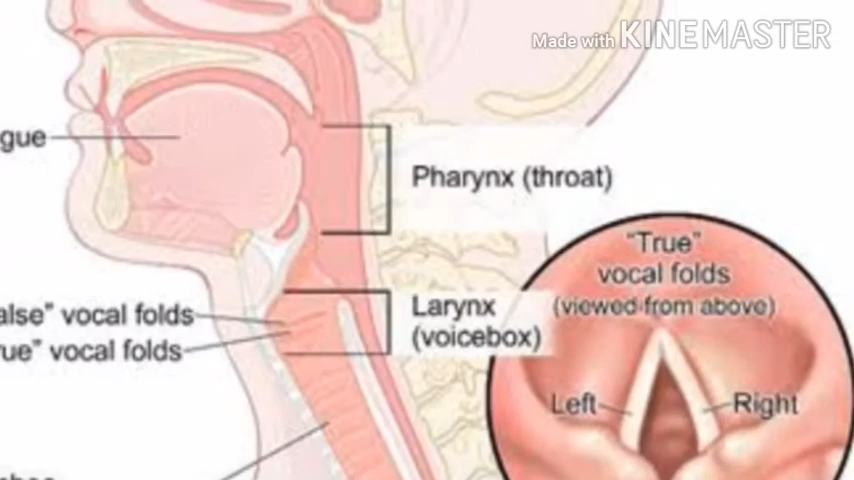 Made with KINEMASTER
gue
Pharynx (throat)
"True"
vocal folds
(viewed from above)
Larynx
(voicebox)
alse" vocal folds
rue" vocal folds
Left
Right